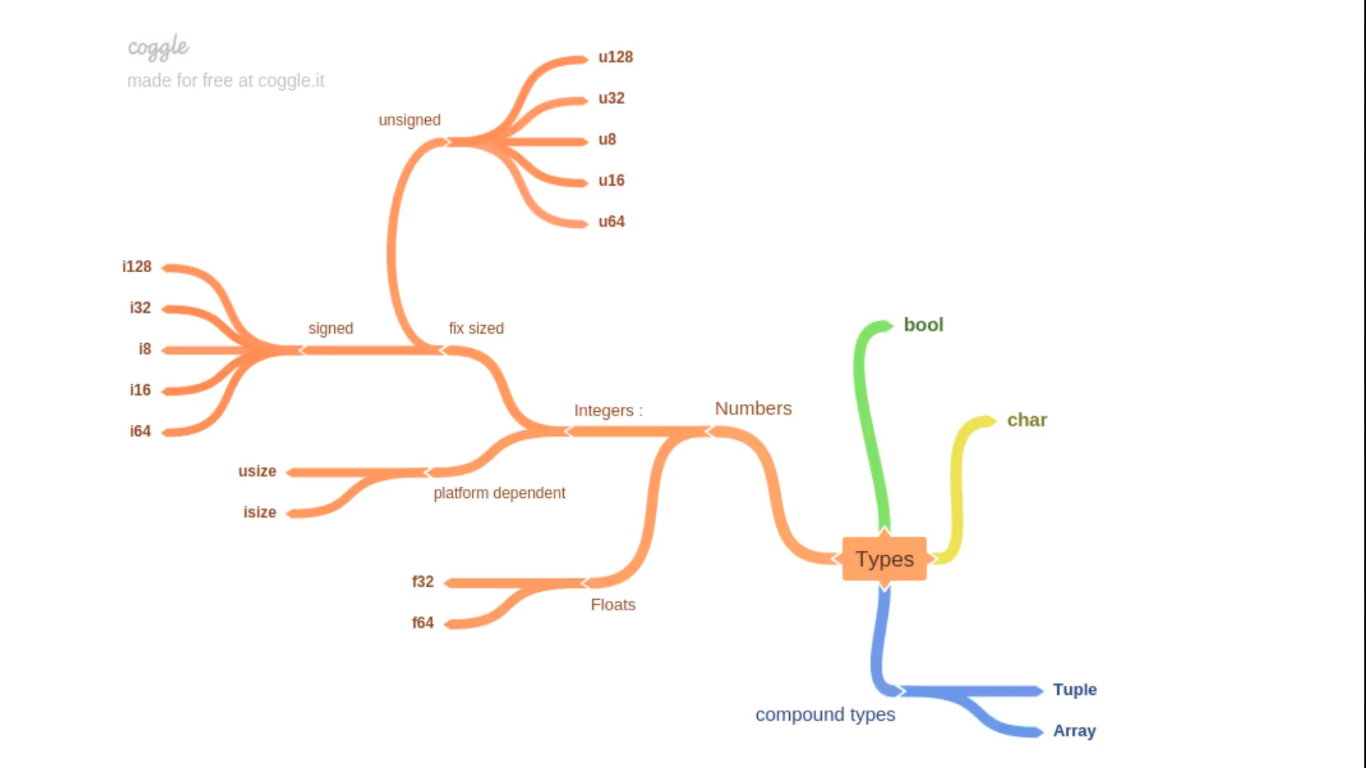 coggle
made for free at coggle.it
unsigned
u128
u32
u8
u16
u64
i128
i32
i8
i16
i64
signed
fix sized
Integers :
Numbers
usize
isize
platform dependent
f32
f64
Floats
bool
char
Types
compound types
Tuple
Array